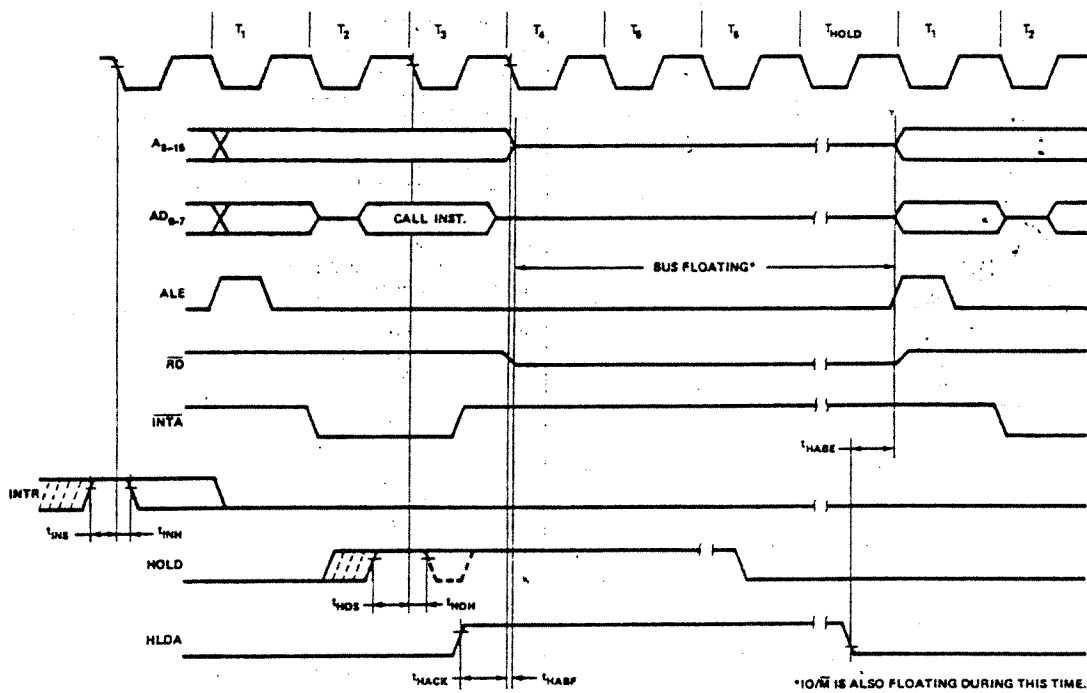 T1 T2 T3 T4 T5 T6 THOLD T1 T2
A8–15
AD0–7
CALL INST.
BUS FLOATING*
ALE
RD
INTA
tHABE
INTR
tINS
tINH
HOLD
tHDS
tHDH
HLDA
tHACK
tHABF
*IO/M IS ALSO FLOATING DURING THIS TIME.